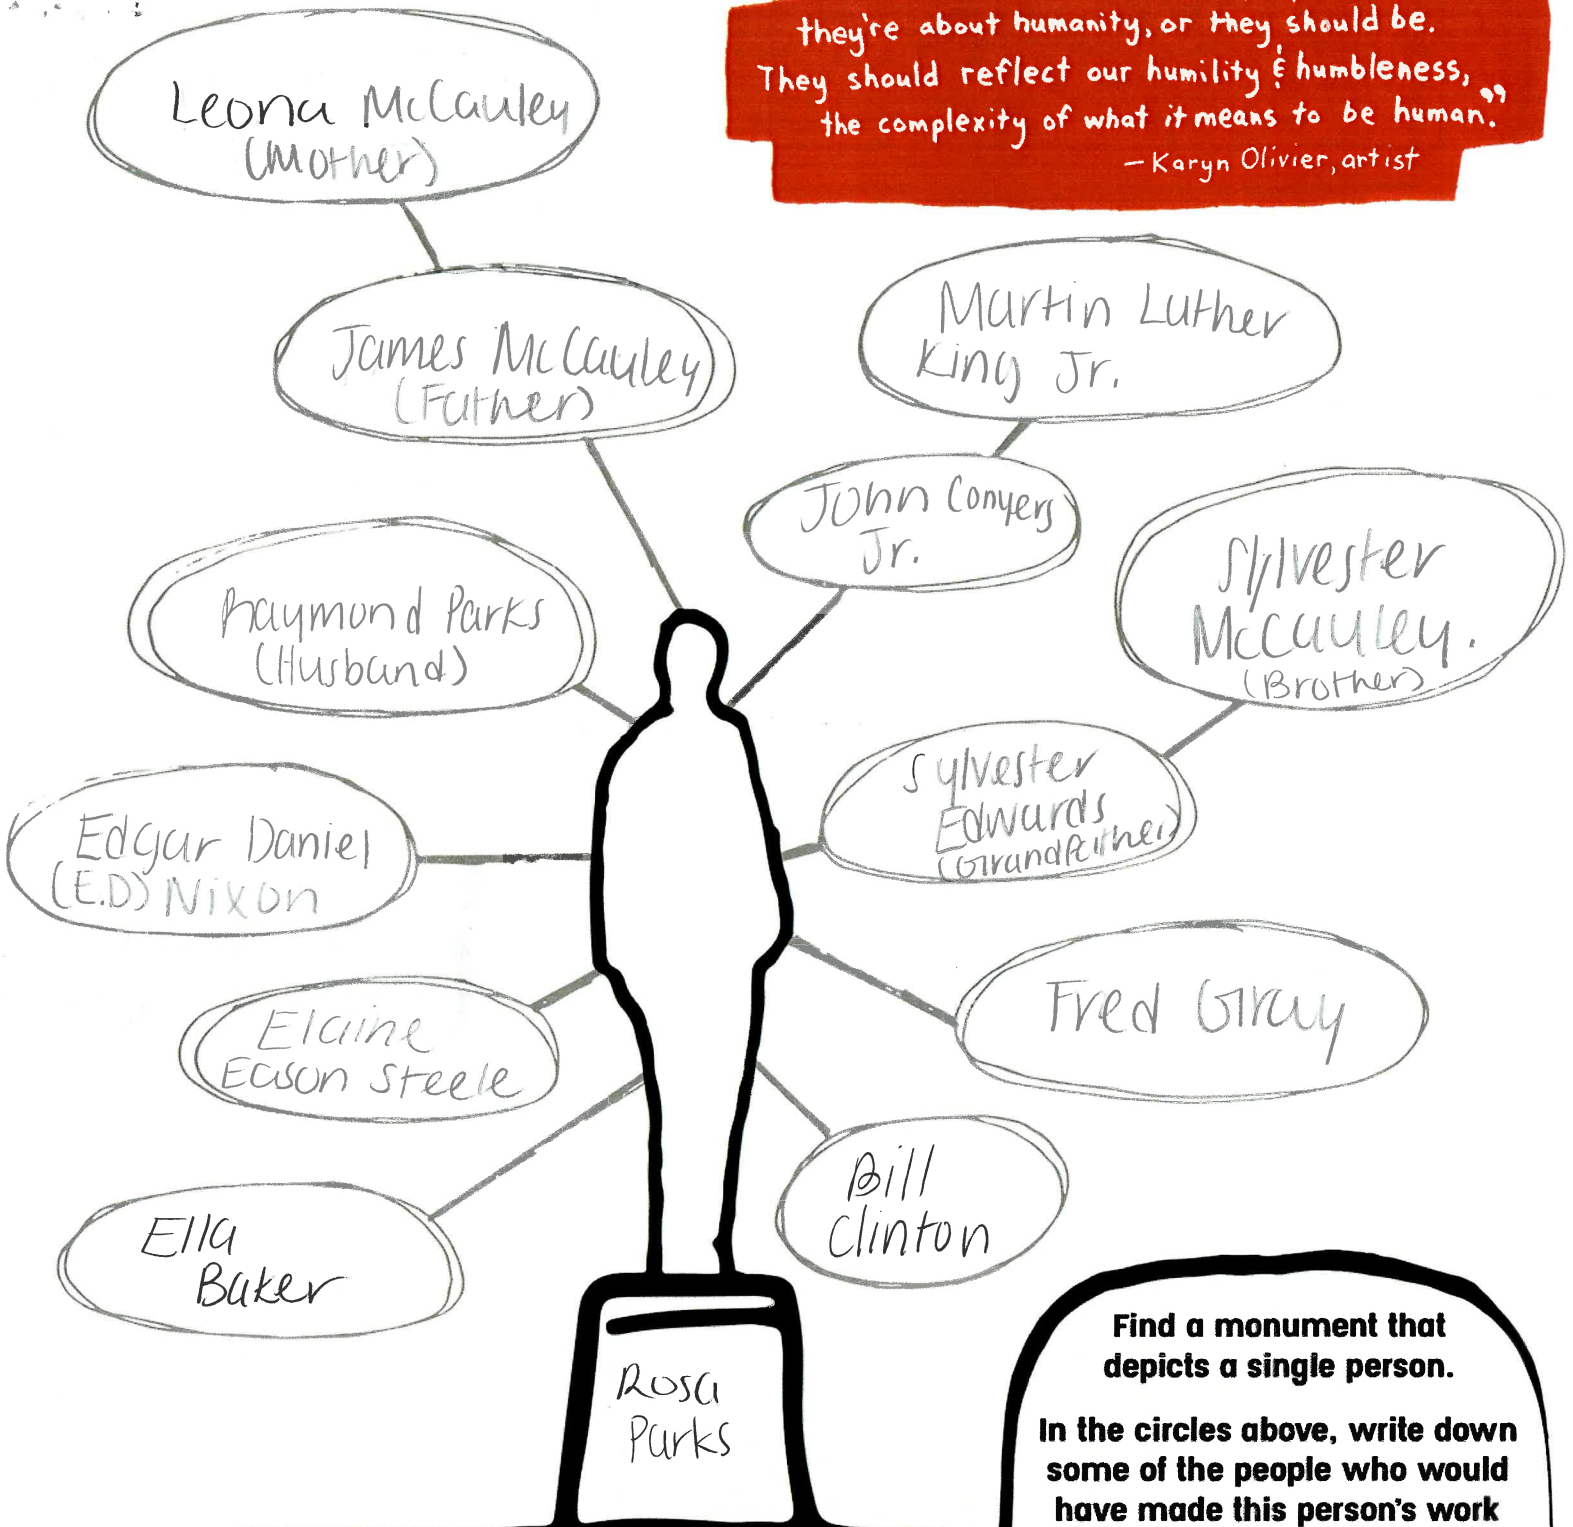 they're about humanity, or they should be.
They should reflect our humility & humbleness,
the complexity of what it means to be human."
—Karyn Olivier, artist
Leona McCauley
(Mother)
James McCauley
(Father)
Martin Luther
King Jr.
John Conyers
Jr.
Sylvester
McCauley.
(Brother)
Raymond Parks
(Husband)
Sylvester
Edwards
(Grandfather)
Edgar Daniel
(E.D) Nixon
Fred Gray
Elaine
Eason Steele
Bill
Clinton
Ella
Baker
Rosa
Parks
Find a monument that
depicts a single person.
In the circles above, write down
some of the people who would
have made this person's work